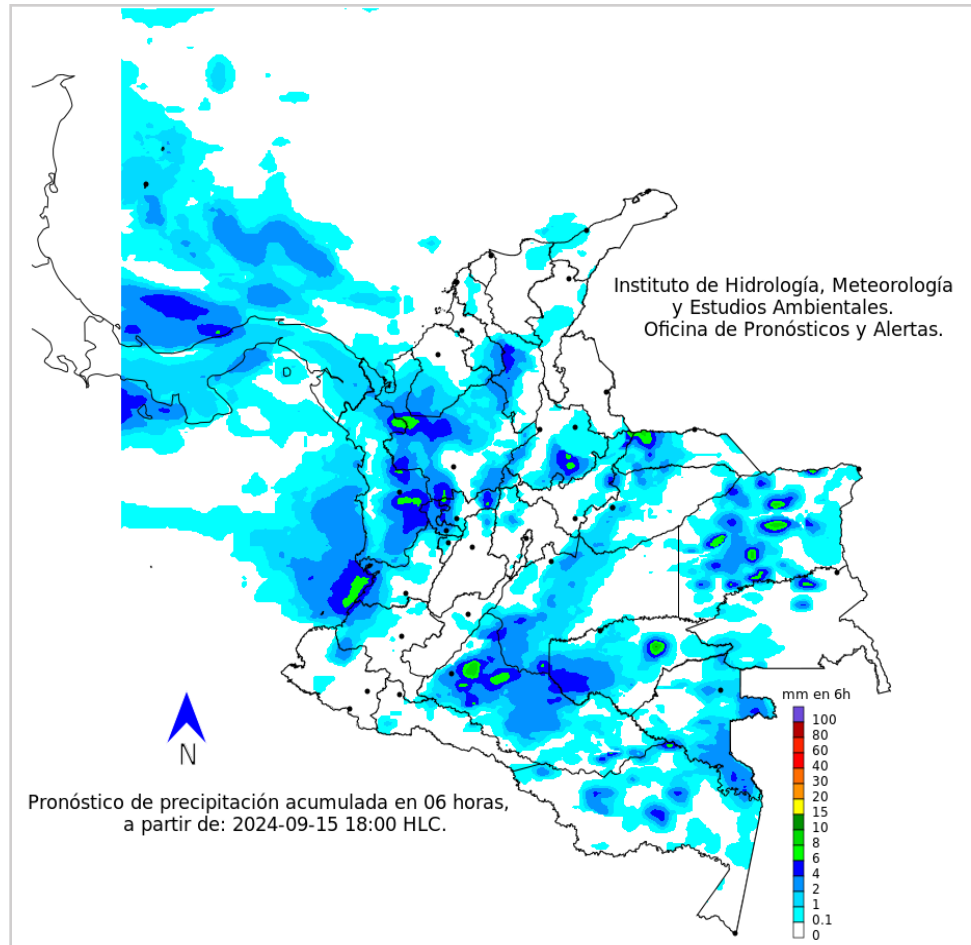 Instituto de Hidrología, Meteorología
y Estudios Ambientales.
Oficina de Pronósticos y Alertas.
mm en 6h
100
80
60
40
30
20
15
10
8
6
4
2
1
0.1
0
N
Pronóstico de precipitación acumulada en 06 horas,
a partir de: 2024-09-15 18:00 HLC.